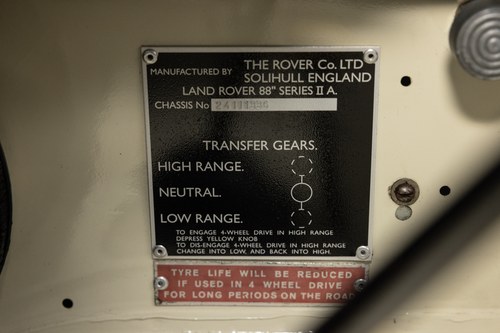 MANUFACTURED BY THE ROVER Co. LTD
SOLIHULL ENGLAND
LAND ROVER 88" SERIES II A.
CHASSIS No
TRANSFER GEARS.
HIGH RANGE.
NEUTRAL.
LOW RANGE.
TO ENGAGE 4-WHEEL DRIVE IN HIGH RANGE
DEPRESS YELLOW KNOB
TO DIS-ENGAGE 4-WHEEL DRIVE IN HIGH RANGE
CHANGE INTO LOW, AND BACK INTO HIGH
TYRE LIFE WILL BE REDUCED
IF USED IN 4 WHEEL DRIVE
FOR LONG PERIODS ON THE ROAD